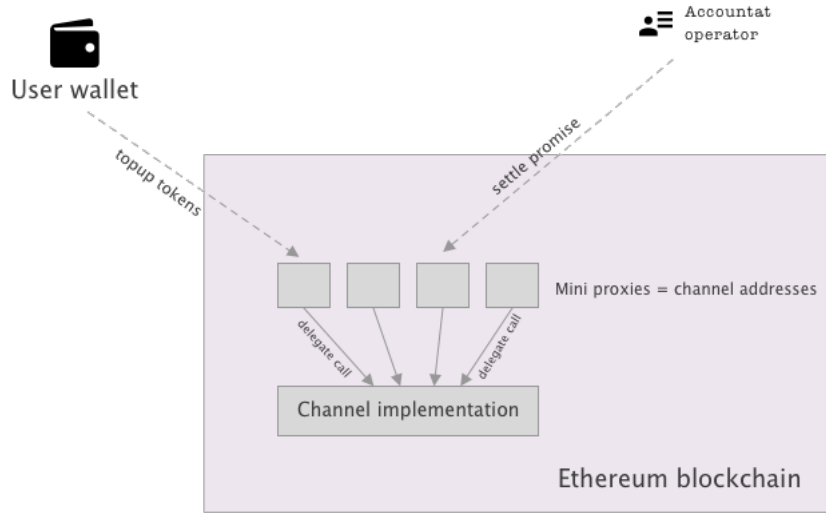 Accountat
operator
User wallet
topup tokens
settle promise
Mini proxies = channel addresses
delegate call
delegate call
Channel implementation
Ethereum blockchain